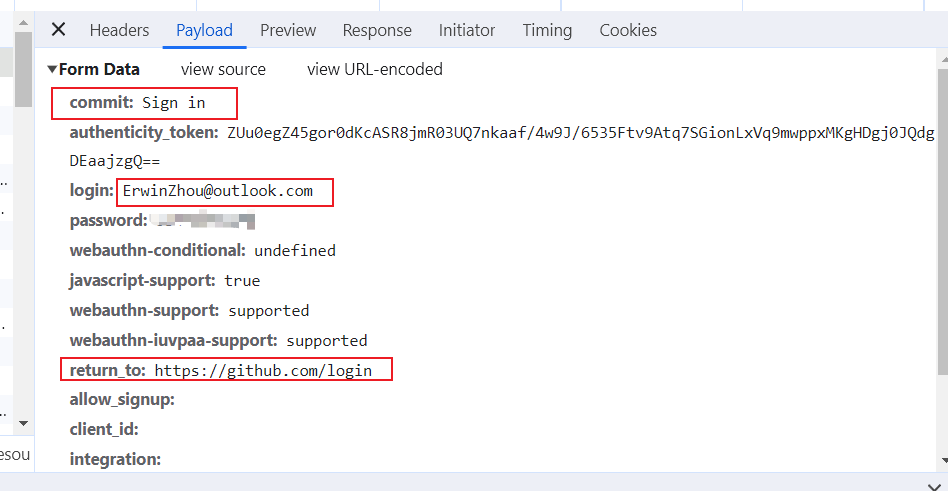 Headers Payload Preview Response Initiator Timing Cookies
Form Data view source view URL-encoded
commit: Sign in
authenticity_token: ZUu0egZ45gor0dKcASR8jmR03UQ7nkaaf/4w9J/6535Ftv9Atq7SGionLxVq9mwppxMKgHDgj0JQdg
DEaajzgQ==
login: ErwinZhou@outlook.com
password:
webauthn-conditional: undefined
javascript-support: true
webauthn-support: supported
webauthn-iuvpaa-support: supported
return_to: https://github.com/login
allow_signup:
client_id:
esou
integration: